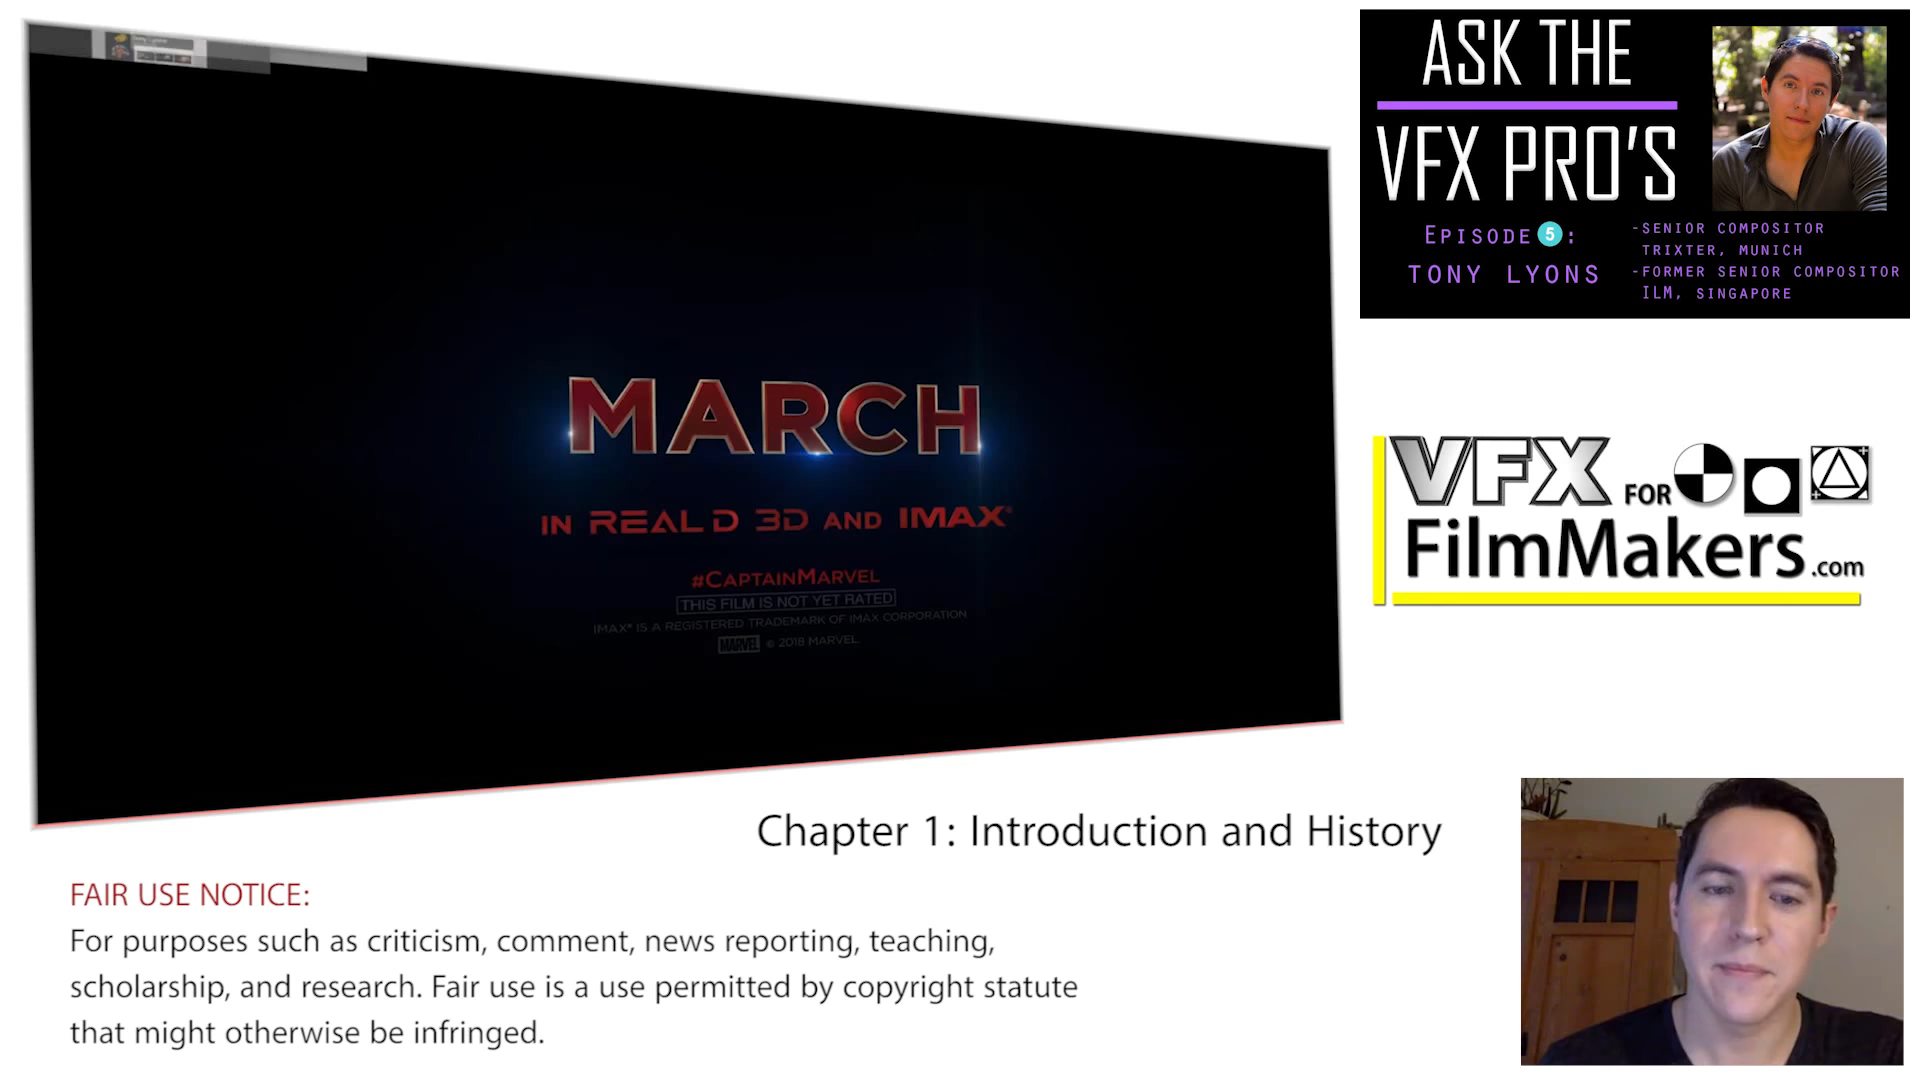 MARCH
IN REAL D 3D AND IMAX®
#CAPTAINMARVEL
THIS FILM IS NOT YET RATED
IMAX® IS A REGISTERED TRADEMARK OF IMAX CORPORATION
MARVEL © 2018 MARVEL
ASK THE
VFX PRO'S
EPISODE 5:
TONY LYONS
-SENIOR COMPOSITOR
TRIXTER, MUNICH
-FORMER SENIOR COMPOSITOR
ILM, SINGAPORE
VFX FOR
FilmMakers.com
Chapter 1: Introduction and History
FAIR USE NOTICE:
For purposes such as criticism, comment, news reporting, teaching,
scholarship, and research. Fair use is a use permitted by copyright statute
that might otherwise be infringed.